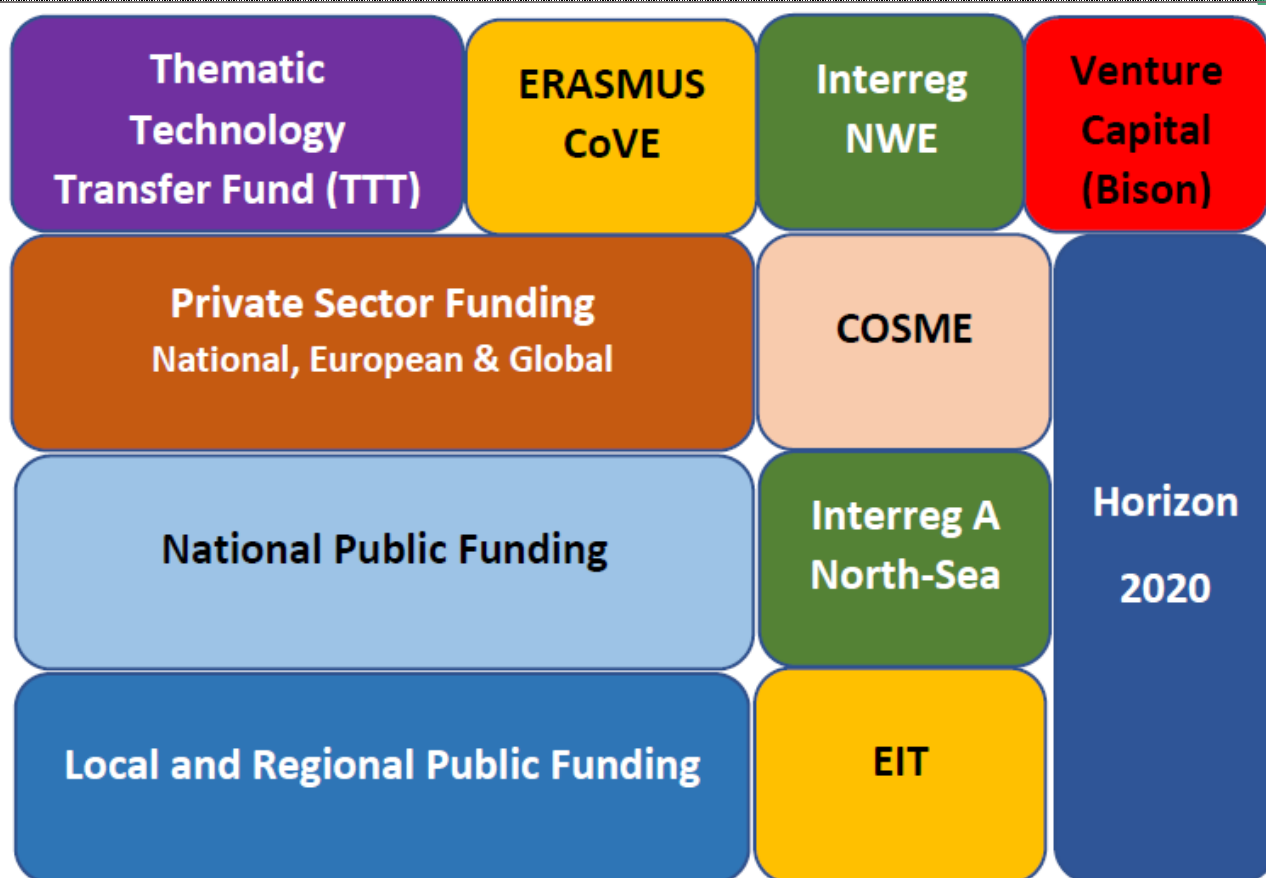 Thematic
Technology
Transfer Fund (TTT)
ERASMUS
CoVE
Interreg
NWE
Venture
Capital
(Bison)
Private Sector Funding
National, European & Global
COSME
Horizon
2020
National Public Funding
Interreg A
North-Sea
Local and Regional Public Funding
EIT